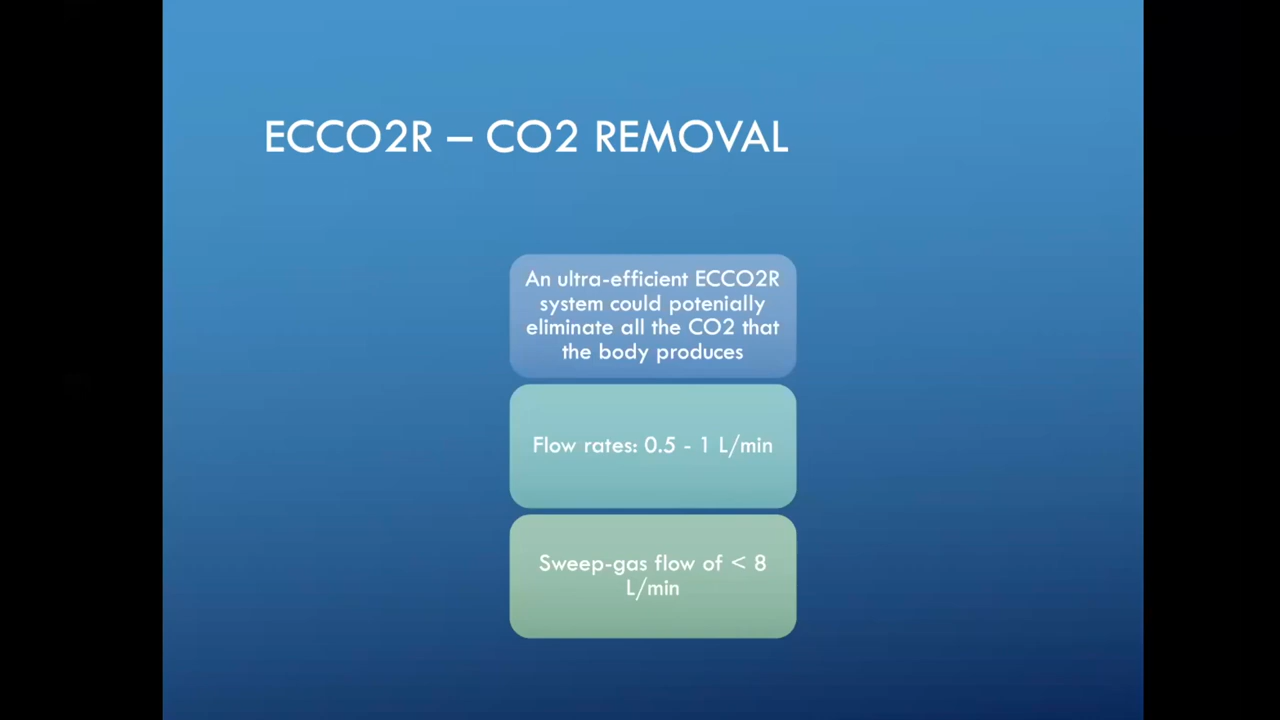 ECCO2R – CO2 REMOVAL
An ultra-efficient ECCO2R
system could potenially
eliminate all the CO2 that
the body produces
Flow rates: 0.5 - 1 L/min
Sweep-gas flow of < 8
L/min